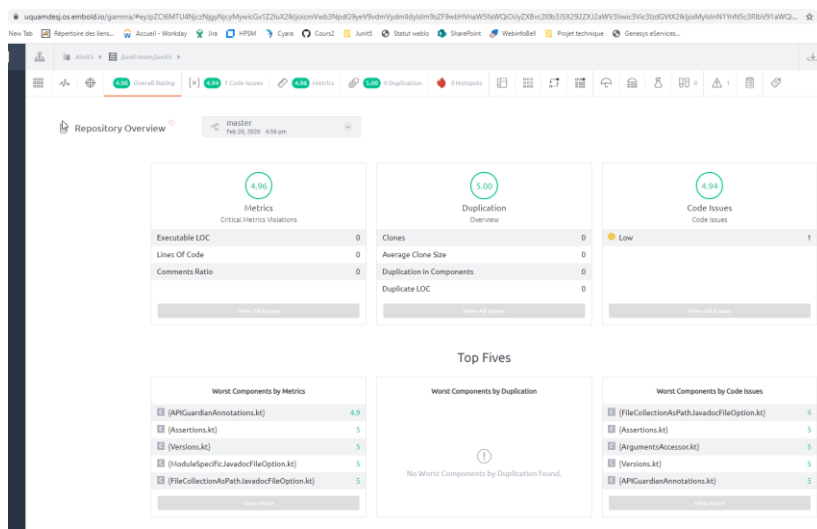 New Tab Répertoire des liens... Accueil - Workday Jira HPSM Cyara Cours2 Junit5 Statut weblo SharePoint WebinfoBell Projet technique Genesys eServices...
JUnit5 > (junit-team/junit5) >
4.98 Overall Rating [x] 4.94 1 Code Issues 4.96 Metrics 5.00 0 Duplication 0 Hotspots 0 1
Repository Overview
master
Feb 20, 2020 4:56 pm
4.96 5.00 4.94
Metrics Duplication Code Issues
Critical Metrics Violations Overview Code Issues
Executable LOC 0 Clones 0 Low 1
Lines Of Code 0 Average Clone Size 0
Comments Ratio 0 Duplication in Components 0
Duplicate LOC 0
View All Issues View All Issues View All Issues
Top Fives
Worst Components by Metrics Worst Components by Duplication Worst Components by Code Issues
C {APIGuardianAnnotations.kt} 4.9 C {FileCollectionAsPathJavadocFileOption.kt} 4
C {Assertions.kt} 5 C {Assertions.kt} 5
C {Versions.kt} 5 C {ArgumentsAccessor.kt} 5
C {ModuleSpecificJavadocFileOption.kt} 5 No Worst Components by Duplication Found. C {Versions.kt} 5
C {FileCollectionAsPathJavadocFileOption.kt} 5 C {APIGuardianAnnotations.kt} 5
View More View More